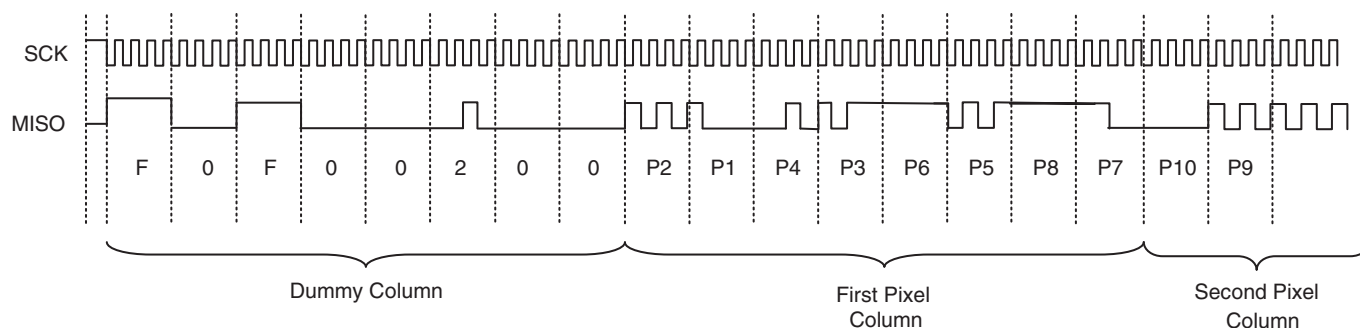 SCK
MISO
F 0 F 0 0 2 0 0 P2 P1 P4 P3 P6 P5 P8 P7 P10 P9
Dummy Column
First Pixel
Column
Second Pixel
Column